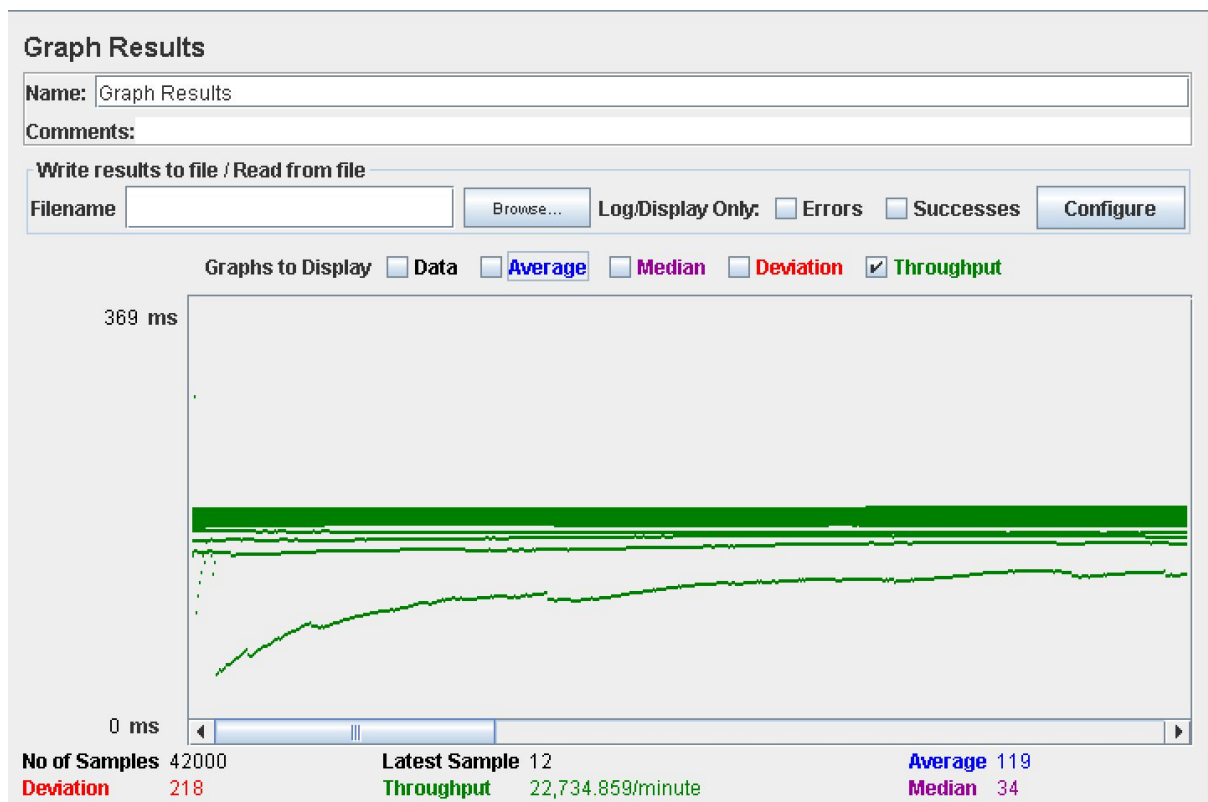 Graph Results
Name: Graph Results
Comments:
Write results to file / Read from file
Filename Browse... Log/Display Only: Errors Successes Configure
Graphs to Display Data Average Median Deviation Throughput
369 ms
0 ms
No of Samples 42000 Latest Sample 12 Average 119
Deviation 218 Throughput 22,734.859/minute Median 34